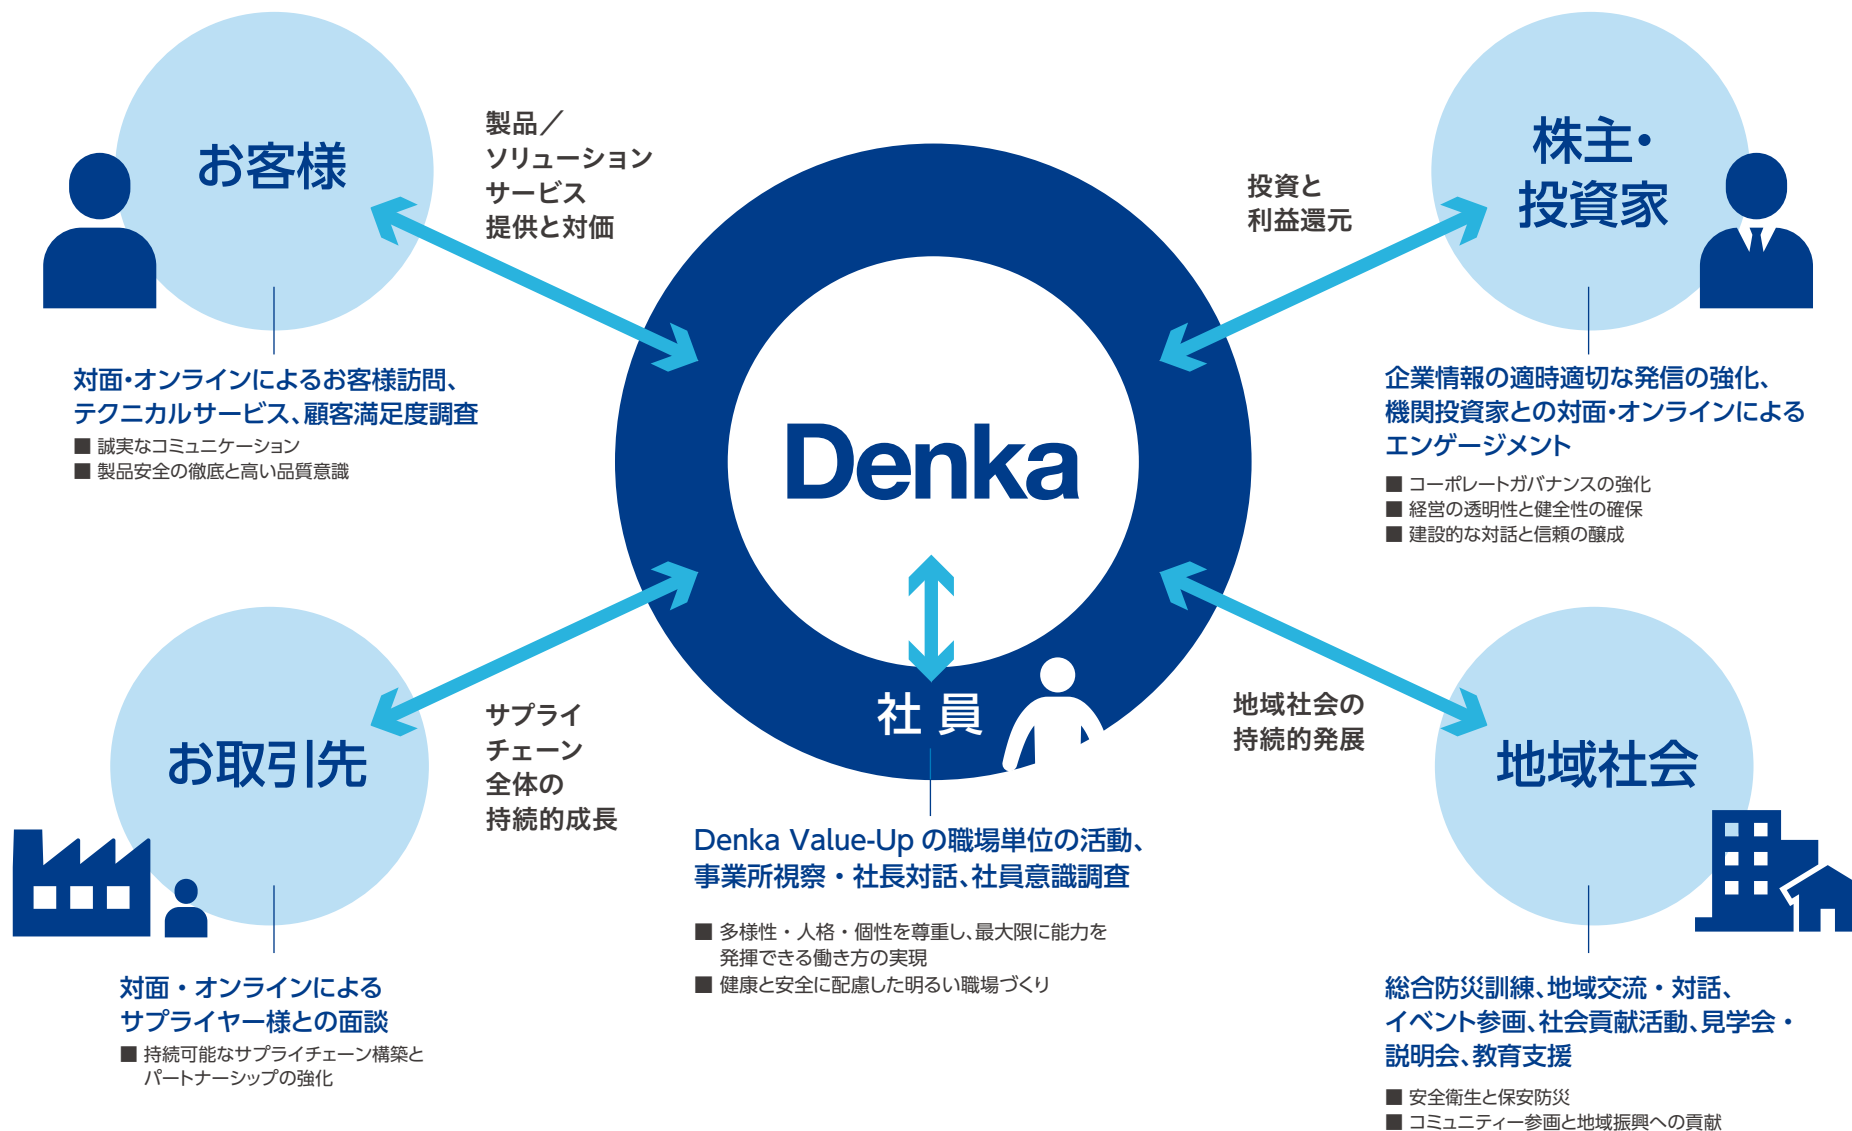 お客様
製品／
ソリューション
サービス
提供と対価
対面・オンラインによるお客様訪問、
テクニカルサービス、顧客満足度調査
■ 誠実なコミュニケーション
■ 製品安全の徹底と高い品質意識
株主・
投資家
投資と
利益還元
企業情報の適時適切な発信の強化、
機関投資家との対面・オンラインによる
エンゲージメント
■ コーポレートガバナンスの強化
■ 経営の透明性と健全性の確保
■ 建設的な対話と信頼の醸成
Denka
社員
Denka Value-Up の職場単位の活動、
事業所視察・社長対話、社員意識調査
■ 多様性・人格・個性を尊重し、最大限に能力を
発揮できる働き方の実現
■ 健康と安全に配慮した明るい職場づくり
お取引先
サプライ
チェーン
全体の
持続的成長
対面・オンラインによる
サプライヤー様との面談
■ 持続可能なサプライチェーン構築と
パートナーシップの強化
地域社会
地域社会の
持続的発展
総合防災訓練、地域交流・対話、
イベント参画、社会貢献活動、見学会・
説明会、教育支援
■ 安全衛生と保安防災
■ コミュニティー参画と地域振興への貢献